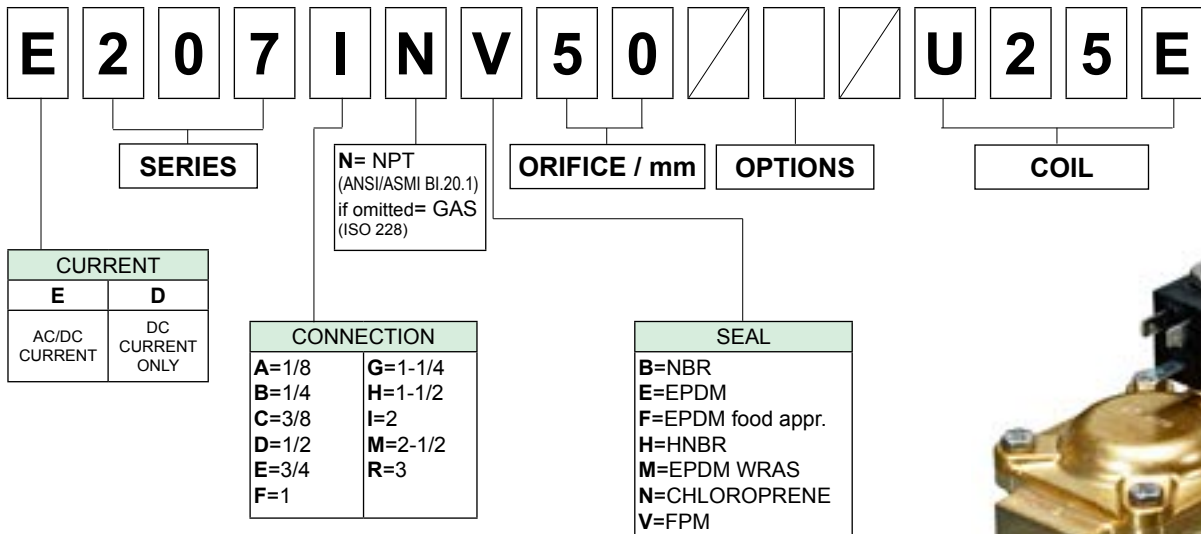 E 2 0 7 I N V 5 0 U 2 5 E
SERIES
N= NPT
(ANSI/ASMI BI.20.1)
if omitted= GAS
(ISO 228)
ORIFICE / mm
OPTIONS
COIL
CURRENT
E D
AC/DC CURRENT
DC CURRENT ONLY
CONNECTION
A=1/8 G=1-1/4
B=1/4 H=1-1/2
C=3/8 I=2
D=1/2 M=2-1/2
E=3/4 R=3
F=1
SEAL
B=NBR
E=EPDM
F=EPDM food appr.
H=HNBR
M=EPDM WRAS
N=CHLOROPRENE
V=FPM